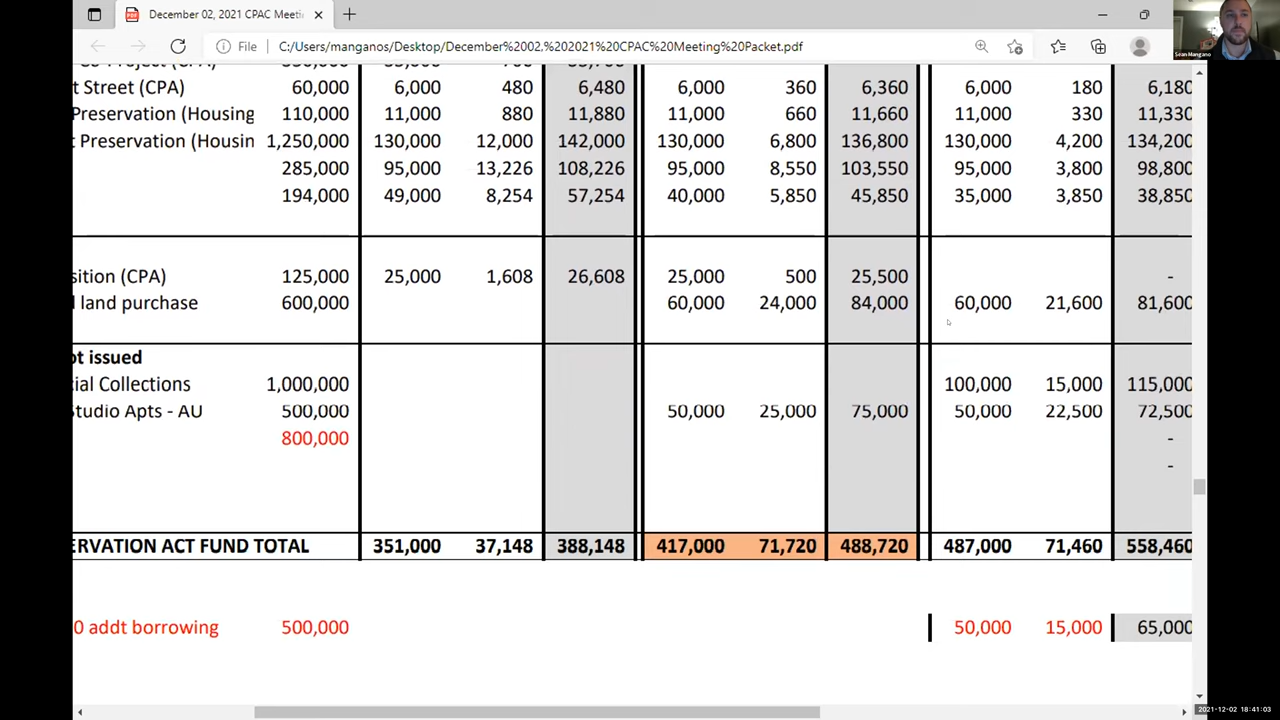 December 02, 2021 CPAC Meeti
File C:/Users/manganos/Desktop/December%2002,%202021%20CPAC%20Meeting%20Packet.pdf
Sean Mangano
t Street (CPA) 60,000 6,000 480 6,480 6,000 360 6,360 6,000 180 6,180
Preservation (Housing 110,000 11,000 880 11,880 11,000 660 11,660 11,000 330 11,330
t Preservation (Housin 1,250,000 130,000 12,000 142,000 130,000 6,800 136,800 130,000 4,200 134,200
285,000 95,000 13,226 108,226 95,000 8,550 103,550 95,000 3,800 98,800
194,000 49,000 8,254 57,254 40,000 5,850 45,850 35,000 3,850 38,850
sition (CPA) 125,000 25,000 1,608 26,608 25,000 500 25,500 -
l land purchase 600,000 60,000 24,000 84,000 60,000 21,600 81,600
ot issued
cial Collections 1,000,000 100,000 15,000 115,000
Studio Apts - AU 500,000 50,000 25,000 75,000 50,000 22,500 72,500
800,000 -
-
ERVATION ACT FUND TOTAL 351,000 37,148 388,148 417,000 71,720 488,720 487,000 71,460 558,460
0 addt borrowing 500,000 50,000 15,000 65,000
2021-12-02 18:41:03